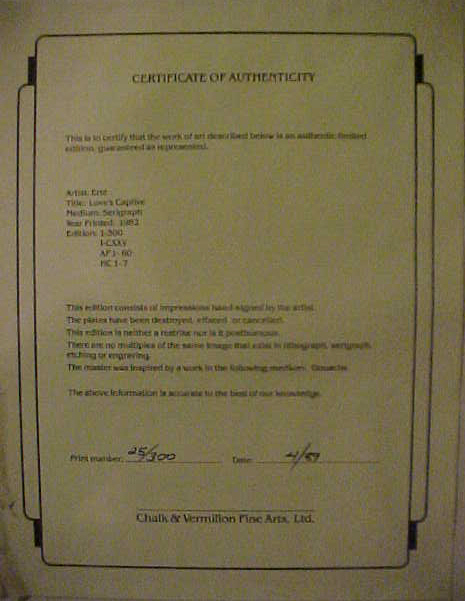 CERTIFICATE OF AUTHENTICITY
This is to certify that the work of art described below is an authentic limited
edition, guaranteed as represented.
Artist: Erté
Title: Love's Captive
Medium: Serigraph
Year Printed: 1982
Edition: 1-300
I-CXXV
AP 1- 60
HC 1-7
This edition consists of impressions hand-signed by the artist.
The plates have been destroyed, effaced or cancelled.
This edition is neither a restrike nor is it posthumous.
There are no multiples of the same image that exist in lithograph, serigraph,
etching or engraving.
The master was inspired by a work in the following medium: Gouache
The above information is accurate to the best of our knowledge.
Print number: 25/300 Date: 4/89
Chalk & Vermilion Fine Arts, Ltd.